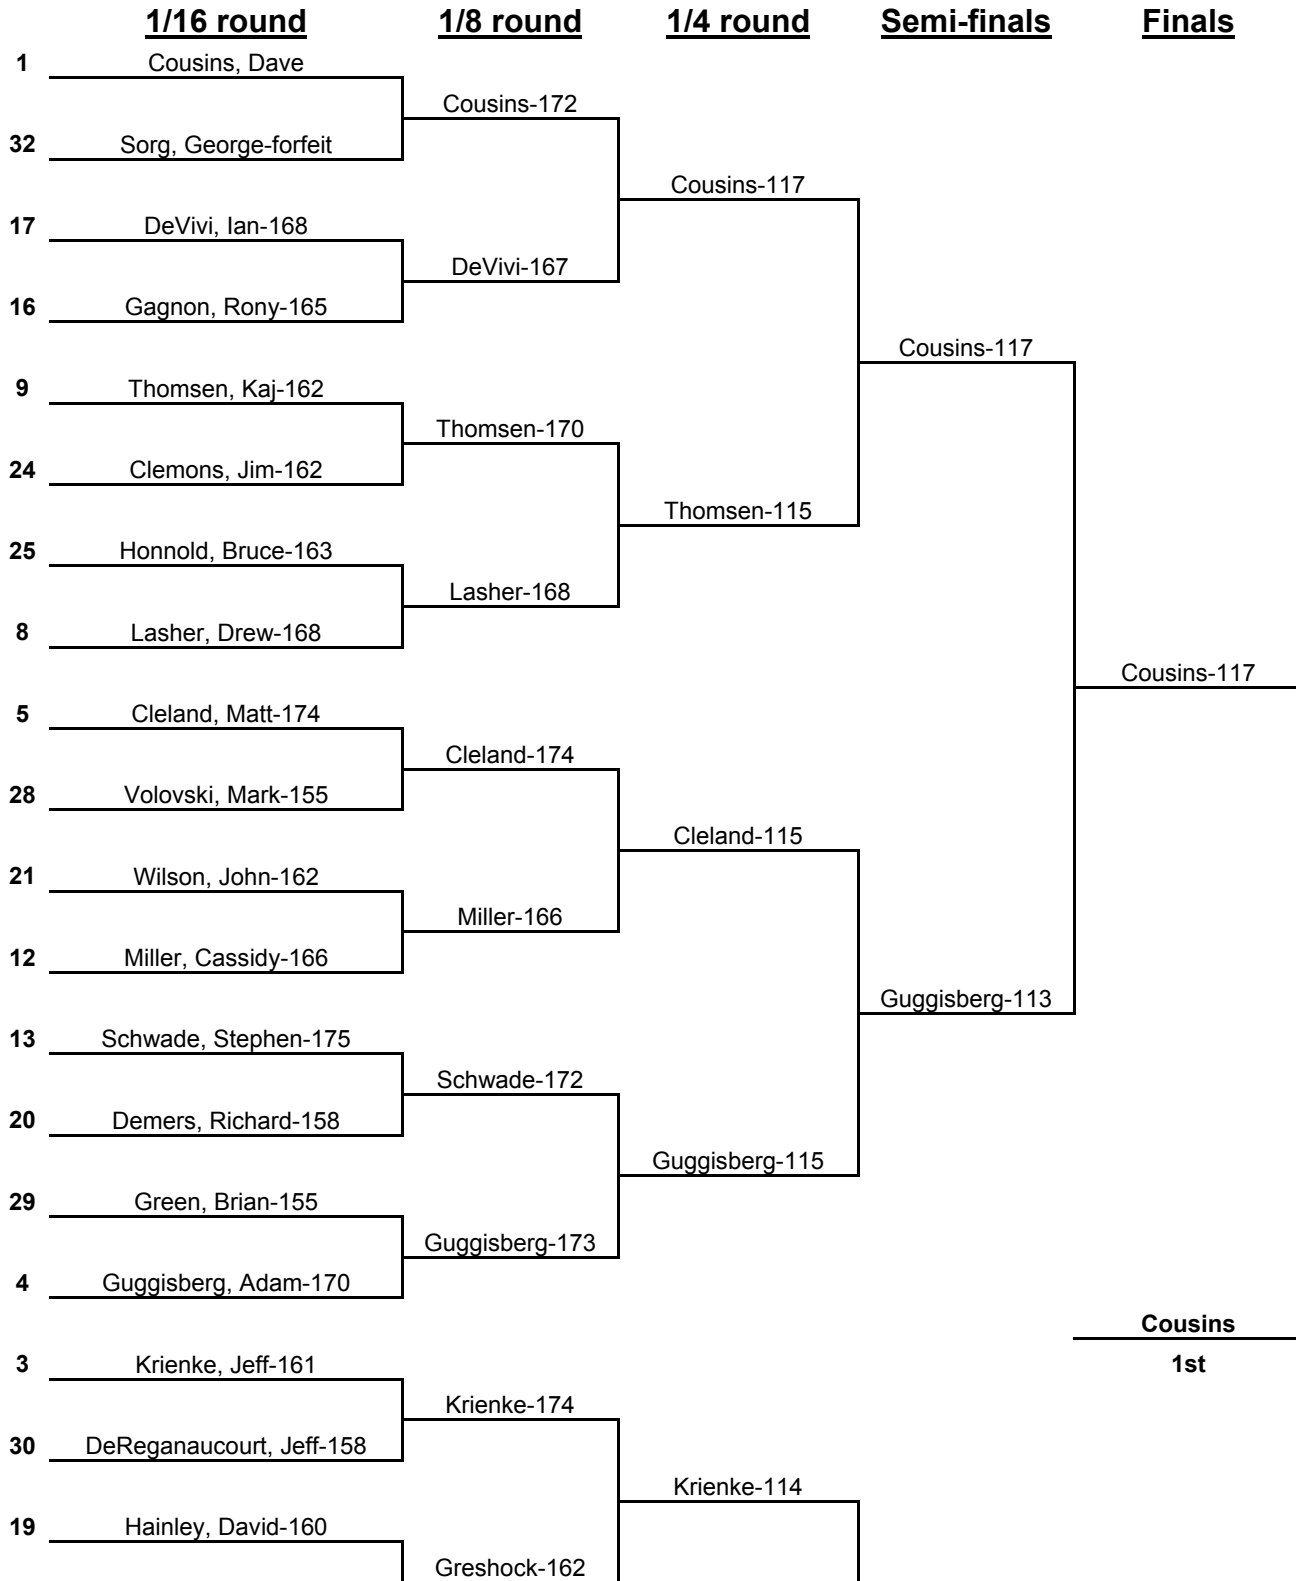 1/16 round 1/8 round 1/4 round Semi-finals Finals
1 Cousins, Dave
Cousins-172
32 Sorg, George-forfeit
Cousins-117
17 DeVivi, Ian-168
DeVivi-167
16 Gagnon, Rony-165
Cousins-117
9 Thomsen, Kaj-162
Thomsen-170
24 Clemons, Jim-162
Thomsen-115
25 Honnold, Bruce-163
Lasher-168
8 Lasher, Drew-168
Cousins-117
5 Cleland, Matt-174
Cleland-174
28 Volovski, Mark-155
Cleland-115
21 Wilson, John-162
Miller-166
12 Miller, Cassidy-166
Guggisberg-113
13 Schwade, Stephen-175
Schwade-172
20 Demers, Richard-158
Guggisberg-115
29 Green, Brian-155
Guggisberg-173
4 Guggisberg, Adam-170
Cousins
3 Krienke, Jeff-161 1st
Krienke-174
30 DeReganaucourt, Jeff-158
Krienke-114
19 Hainley, David-160
Greshock-162